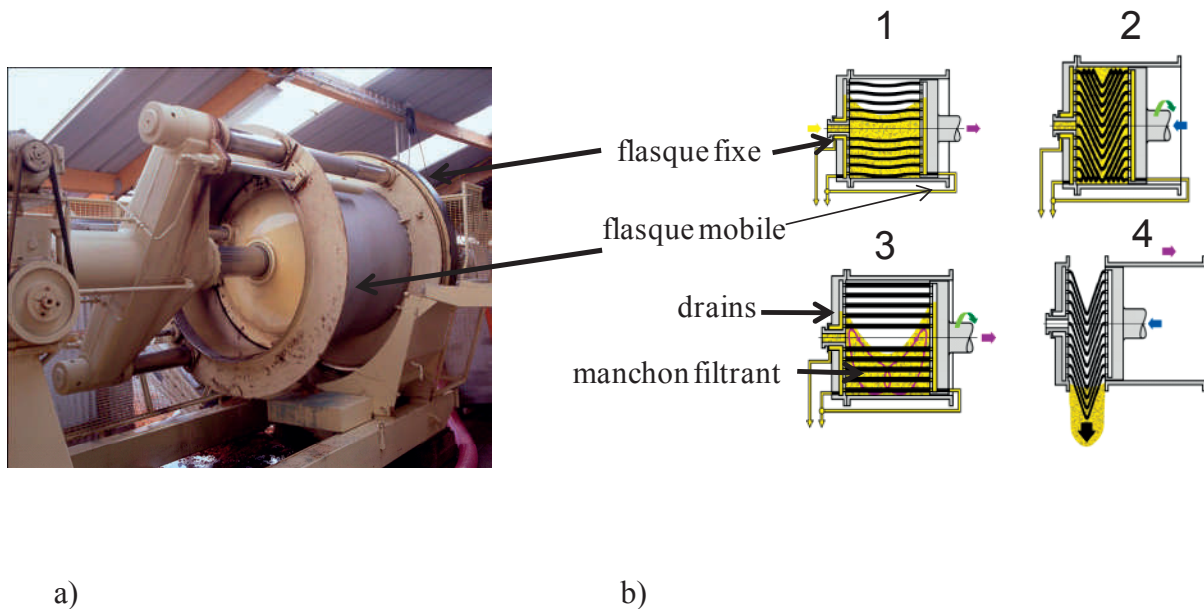 1
2
flasque fixe
flasque mobile
3
4
drains
manchon filtrant
a)
b)